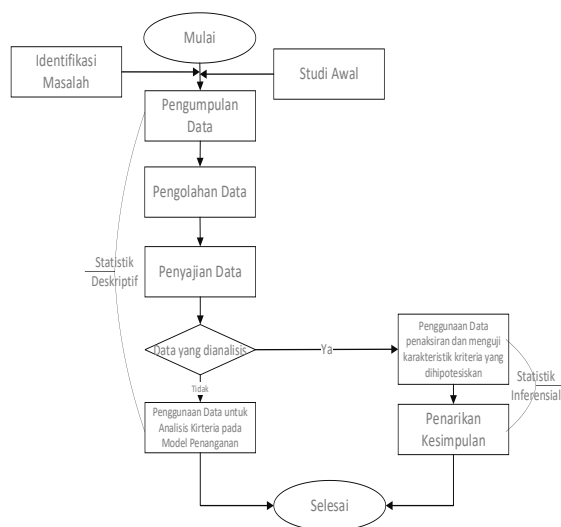 Mulai
Identifikasi
Masalah
Studi Awal
Pengumpulan
Data
Pengolahan Data
Penyajian Data
Statistik
Deskriptif
Data yang dianalisis
Ya
Tidak
Penggunaan Data
penaksiran dan menguji
karakteristik kriteria yang
dihipotesiskan
Statistik
Inferensial
Penggunaan Data untuk
Analisis Kirteria pada
Model Penanganan
Penarikan
Kesimpulan
Selesai